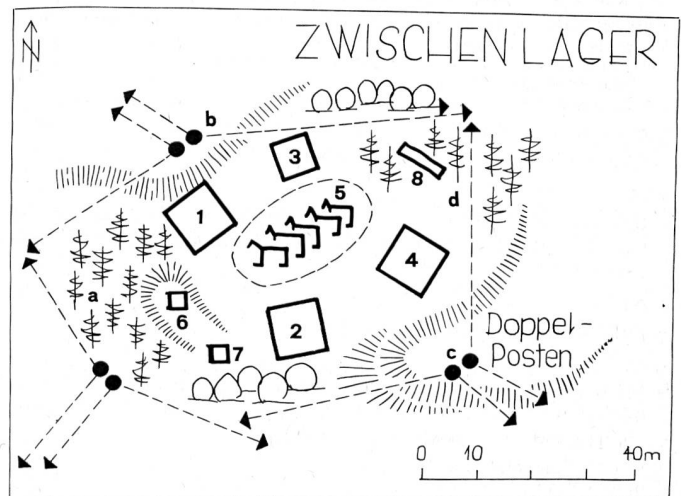 N
ZWISCHENLAGER
b
3
8
5
d
1
4
a
6
2
7
c
Doppel-
Posten
0 10 40m